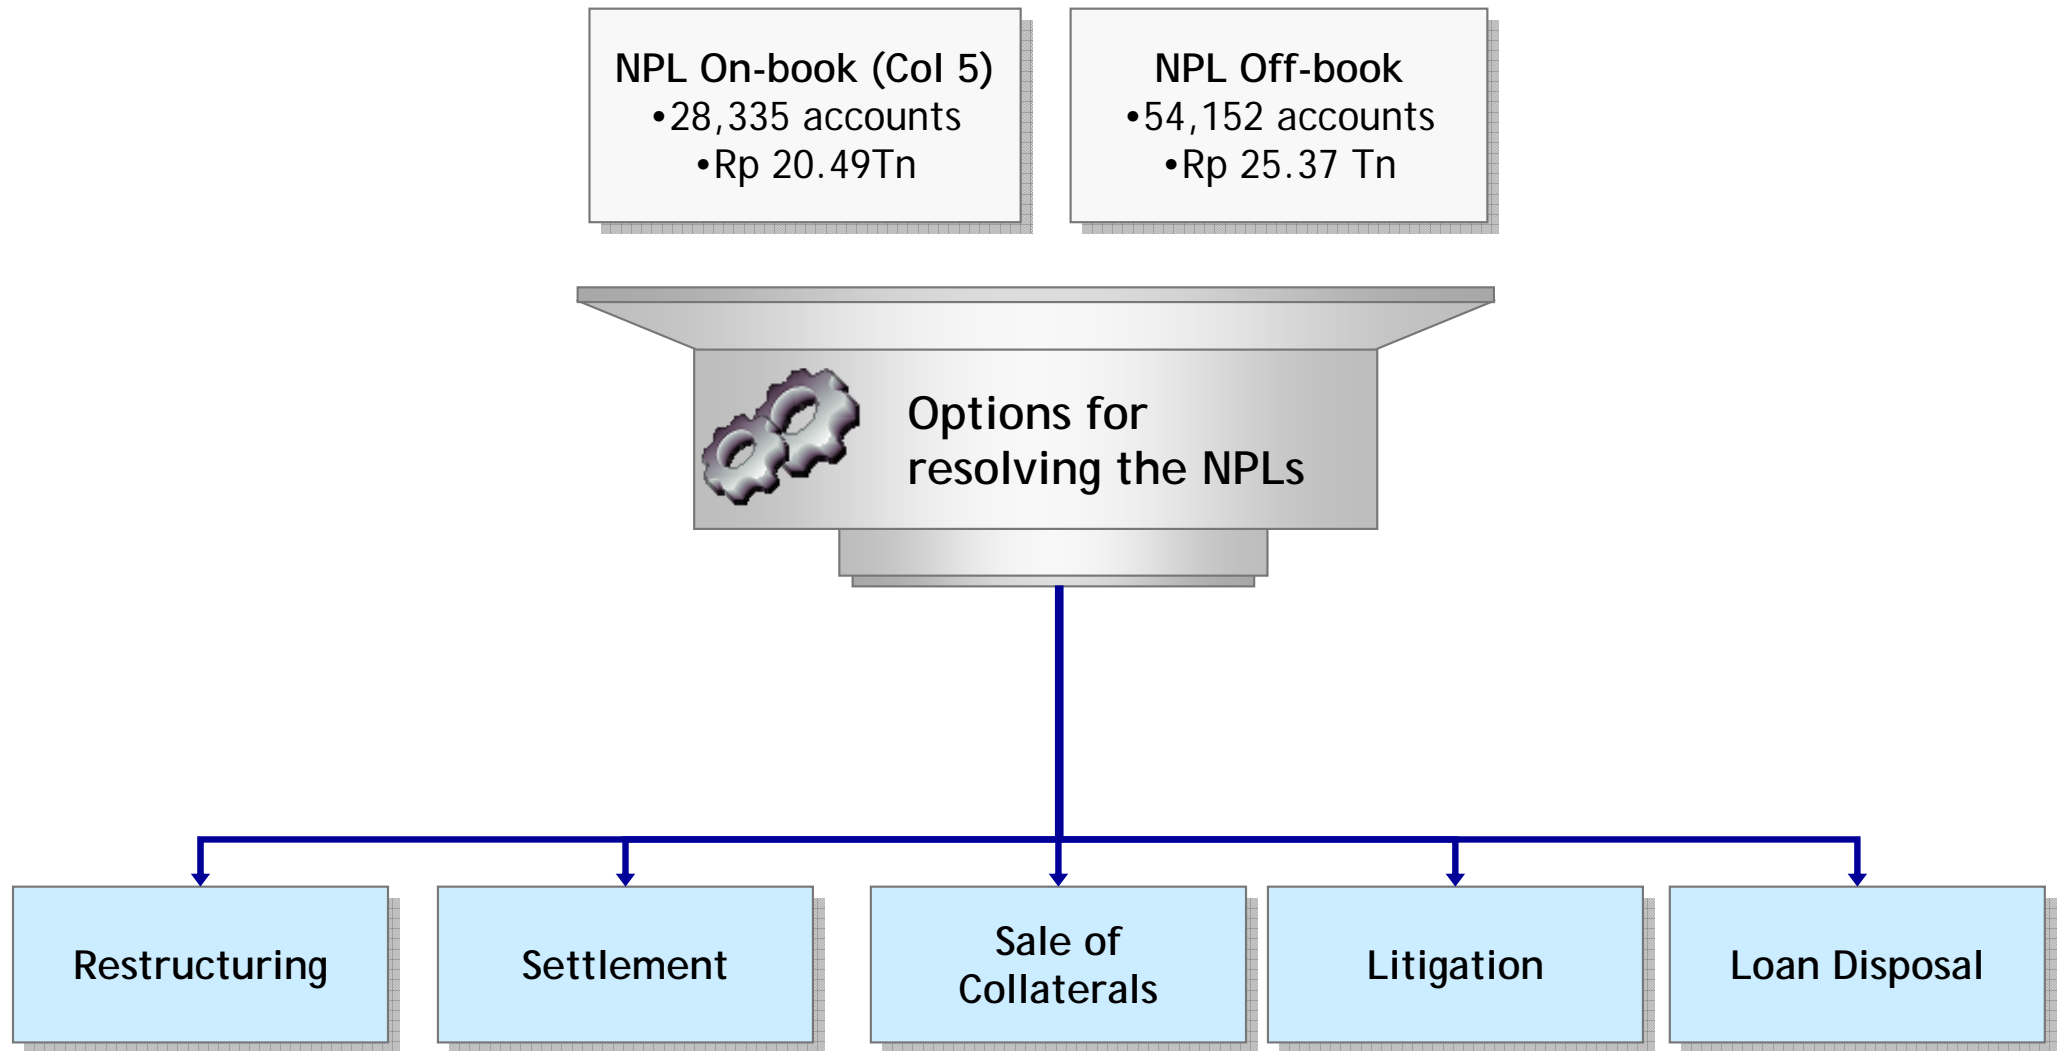 NPL On-book (Col 5)
•28,335 accounts
•Rp 20.49Tn
NPL Off-book
•54,152 accounts
•Rp 25.37 Tn
Options for
resolving the NPLs
Restructuring
Settlement
Sale of
Collaterals
Litigation
Loan Disposal